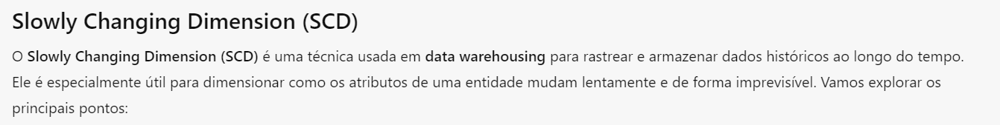 Slowly Changing Dimension (SCD)
O Slowly Changing Dimension (SCD) é uma técnica usada em data warehousing para rastrear e armazenar dados históricos ao longo do tempo.
Ele é especialmente útil para dimensionar como os atributos de uma entidade mudam lentamente e de forma imprevisível. Vamos explorar os
principais pontos: